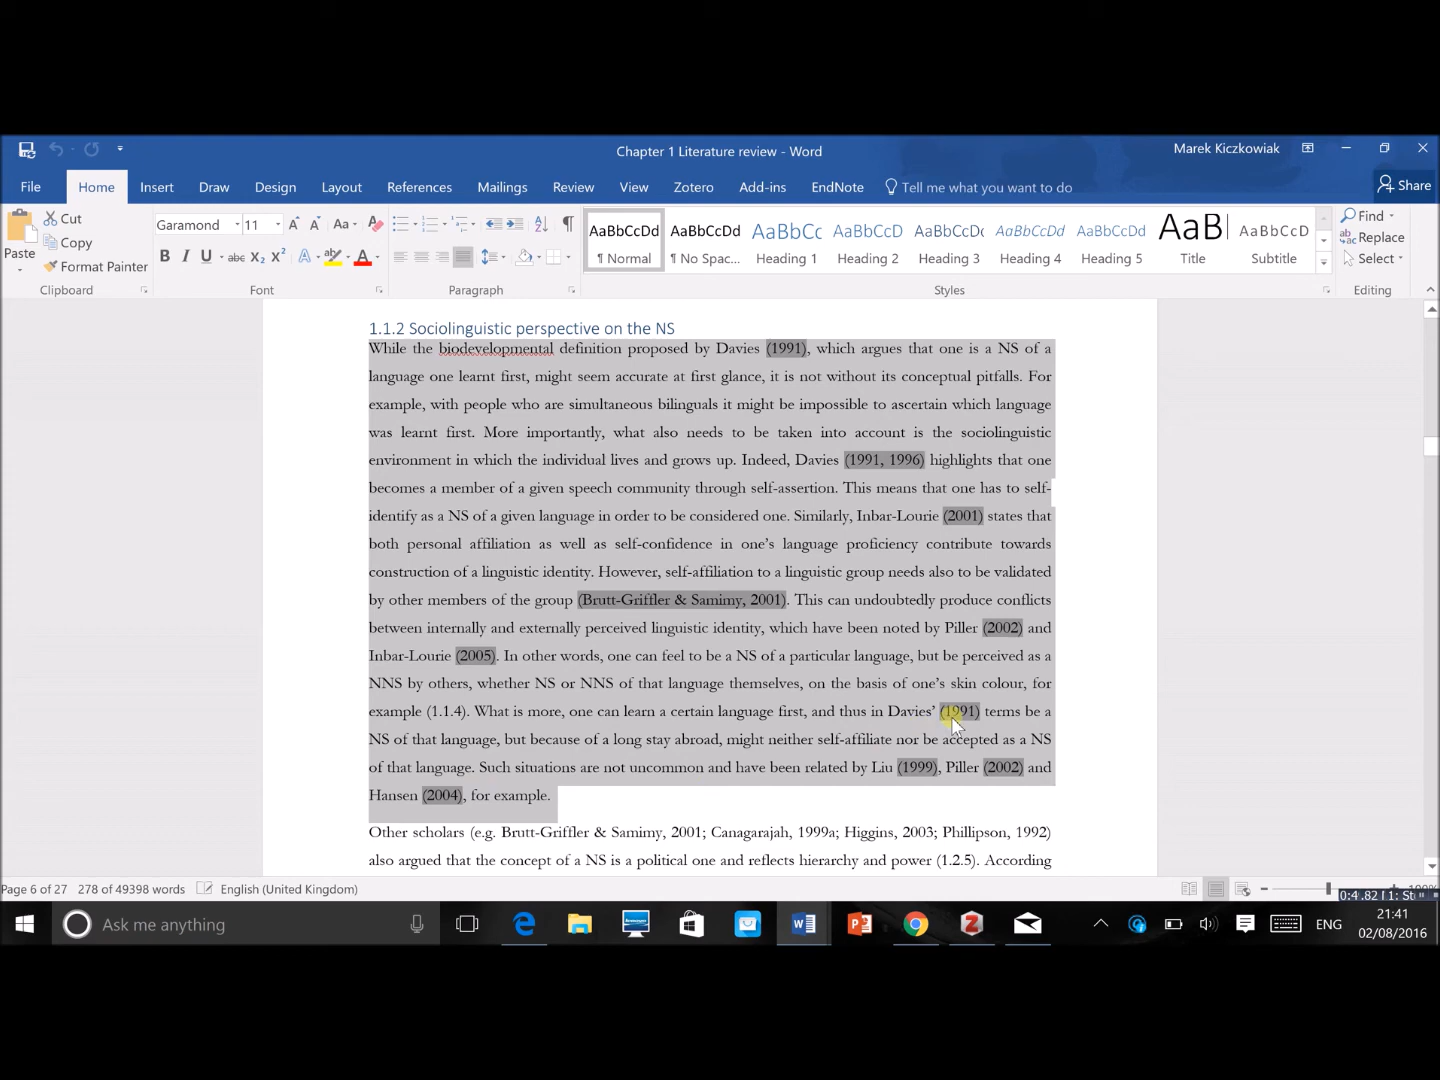 Chapter 1 Literature review - Word
Marek Kiczkowiak
File Home Insert Draw Design Layout References Mailings Review View Zotero Add-ins EndNote Tell me what you want to do Share
Paste
Cut
Copy
Format Painter
Clipboard
Garamond 11
Font
Paragraph
AaBbCcDd AaBbCcDd AaBbCc AaBbCcD AaBbCcDc AaBbCcDd AaBbCcDd AaB AaBbCcD
¶ Normal ¶ No Spac... Heading 1 Heading 2 Heading 3 Heading 4 Heading 5 Title Subtitle
Styles
Find
Replace
Select
Editing
1.1.2 Sociolinguistic perspective on the NS
While the biodevelopmental definition proposed by Davies (1991), which argues that one is a NS of a
language one learnt first, might seem accurate at first glance, it is not without its conceptual pitfalls. For
example, with people who are simultaneous bilinguals it might be impossible to ascertain which language
was learnt first. More importantly, what also needs to be taken into account is the sociolinguistic
environment in which the individual lives and grows up. Indeed, Davies (1991, 1996) highlights that one
becomes a member of a given speech community through self-assertion. This means that one has to self-
identify as a NS of a given language in order to be considered one. Similarly, Inbar-Lourie (2001) states that
both personal affiliation as well as self-confidence in one's language proficiency contribute towards
construction of a linguistic identity. However, self-affiliation to a linguistic group needs also to be validated
by other members of the group (Brutt-Griffler & Samimy, 2001). This can undoubtedly produce conflicts
between internally and externally perceived linguistic identity, which have been noted by Piller (2002) and
Inbar-Lourie (2005). In other words, one can feel to be a NS of a particular language, but be perceived as a
NNS by others, whether NS or NNS of that language themselves, on the basis of one's skin colour, for
example (1.1.4). What is more, one can learn a certain language first, and thus in Davies' (1991) terms be a
NS of that language, but because of a long stay abroad, might neither self-affiliate nor be accepted as a NS
of that language. Such situations are not uncommon and have been related by Liu (1999), Piller (2002) and
Hansen (2004), for example.
Other scholars (e.g. Brutt-Griffler & Samimy, 2001; Canagarajah, 1999a; Higgins, 2003; Phillipson, 1992)
also argued that the concept of a NS is a political one and reflects hierarchy and power (1.2.5). According
Page 6 of 27 278 of 49398 words English (United Kingdom)
Ask me anything
ENG
21:41
02/08/2016